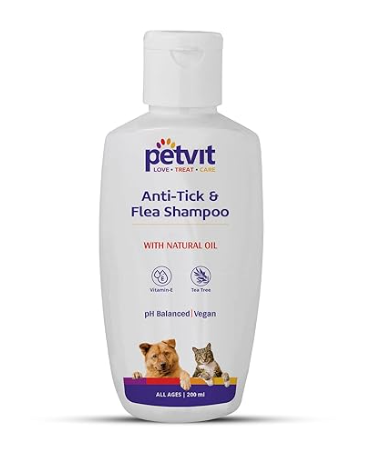 petvit
LOVE • TREAT • CARE
Anti-Tick &
Flea Shampoo
WITH NATURAL OIL
E
Vitamin-E
Tea Tree
pH Balanced|Vegan
ALL AGES | 200 ml